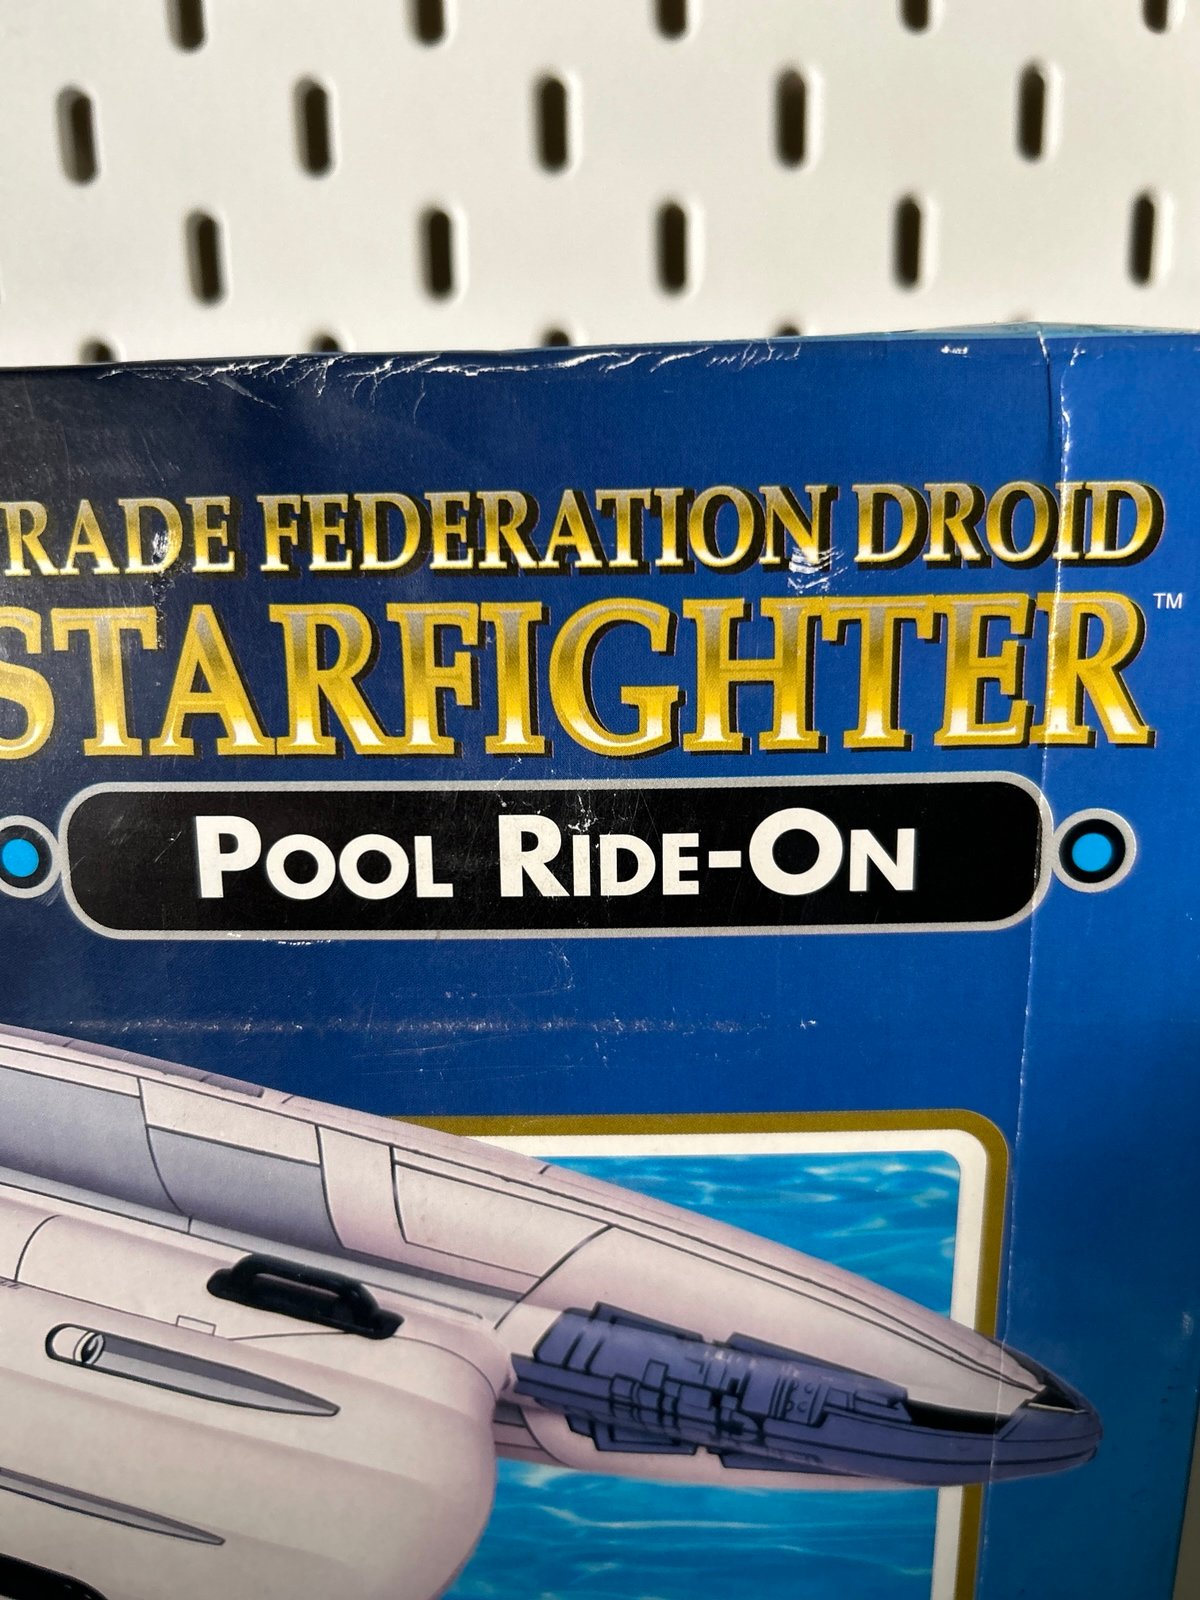 RADE FEDERATION DROID
STARFIGHTER™
POOL RIDE-ON